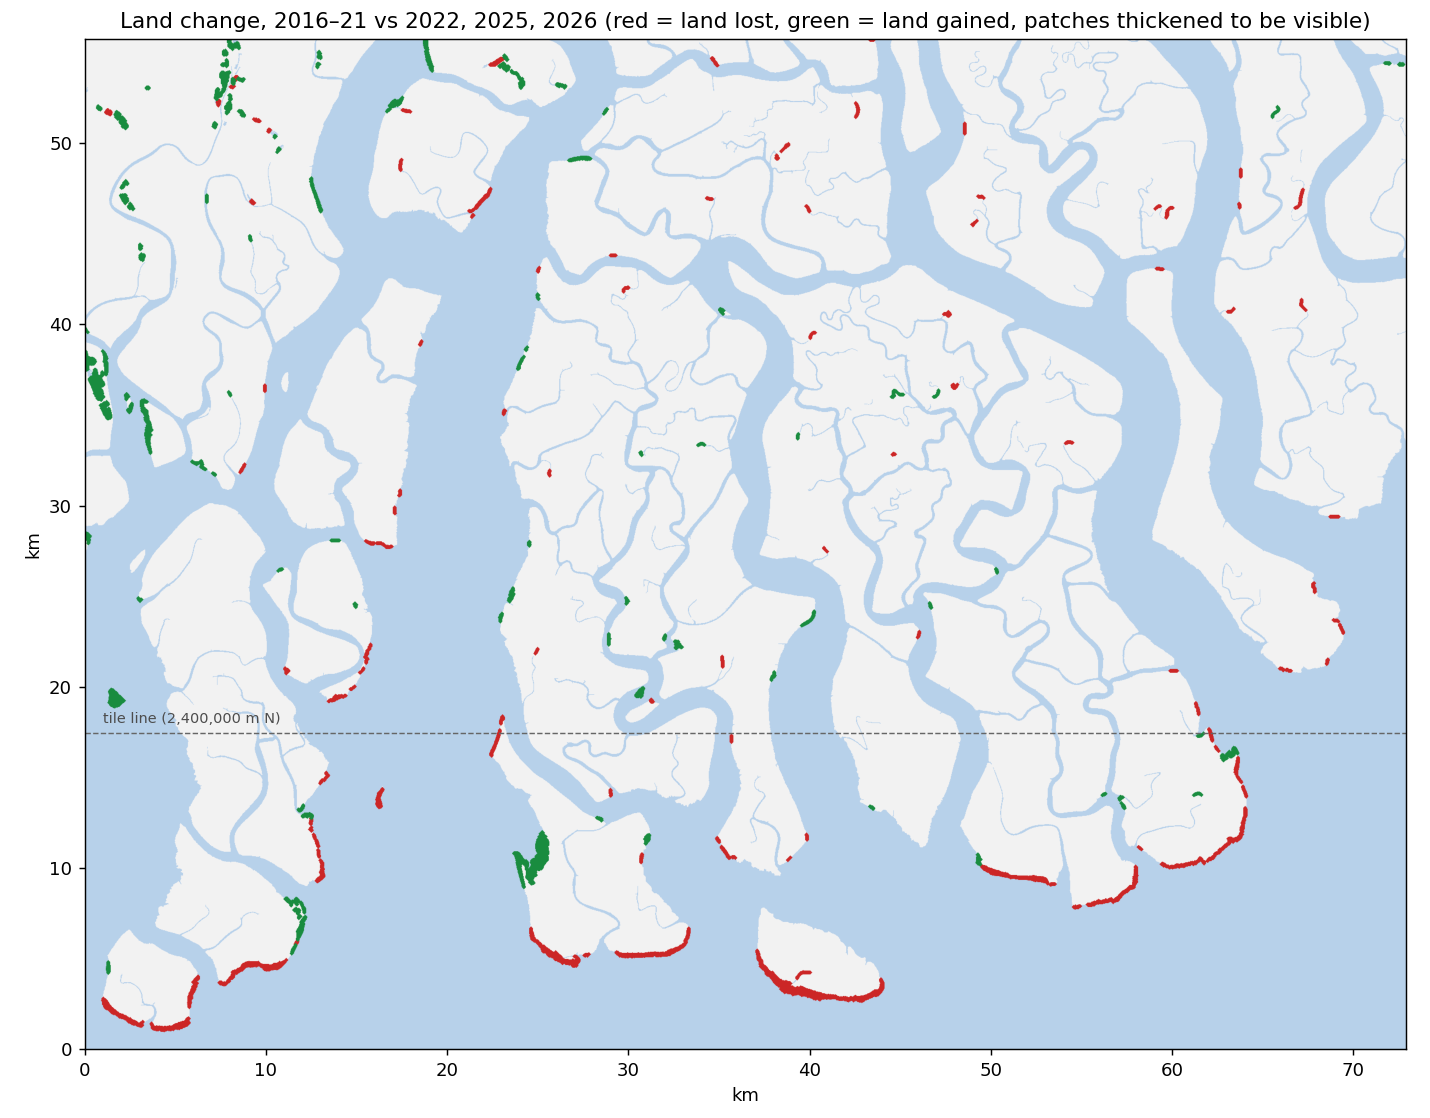 Land change, 2016–21 vs 2022, 2025, 2026 (red = land lost, green = land gained, patches thickened to be visible)
50
40
30
km
20
tile line (2,400,000 m N)
10
0
0 10 20 30 40 50 60 70
km